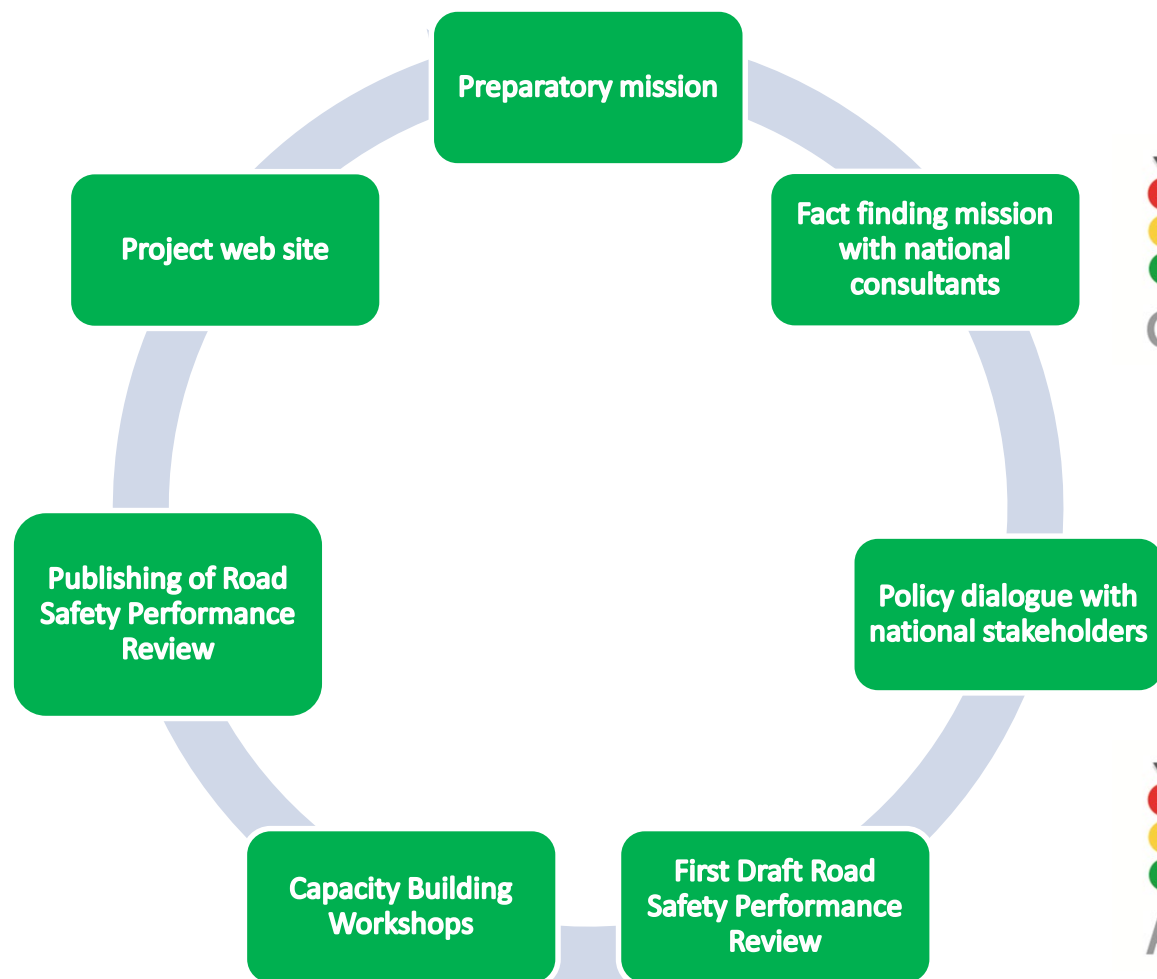 Preparatory mission
Fact finding mission
with national
consultants
Policy dialogue with
national stakeholders
First Draft Road
Safety Performance
Review
Capacity Building
Workshops
Publishing of Road
Safety Performance
Review
Project web site